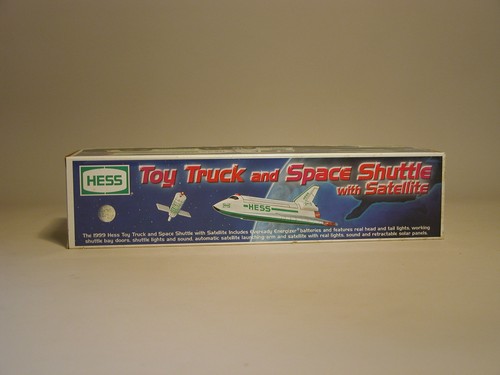 HESS
Toy Truck and Space Shuttle
with Satellite
HESS
The 1999 Hess Toy Truck and Space Shuttle with Satellite includes Eveready Energizer® batteries and features real head and tail lights, working
shuttle bay doors, shuttle lights and sound, automatic satellite launching arm and satellite with real lights, sound and retractable solar panels.